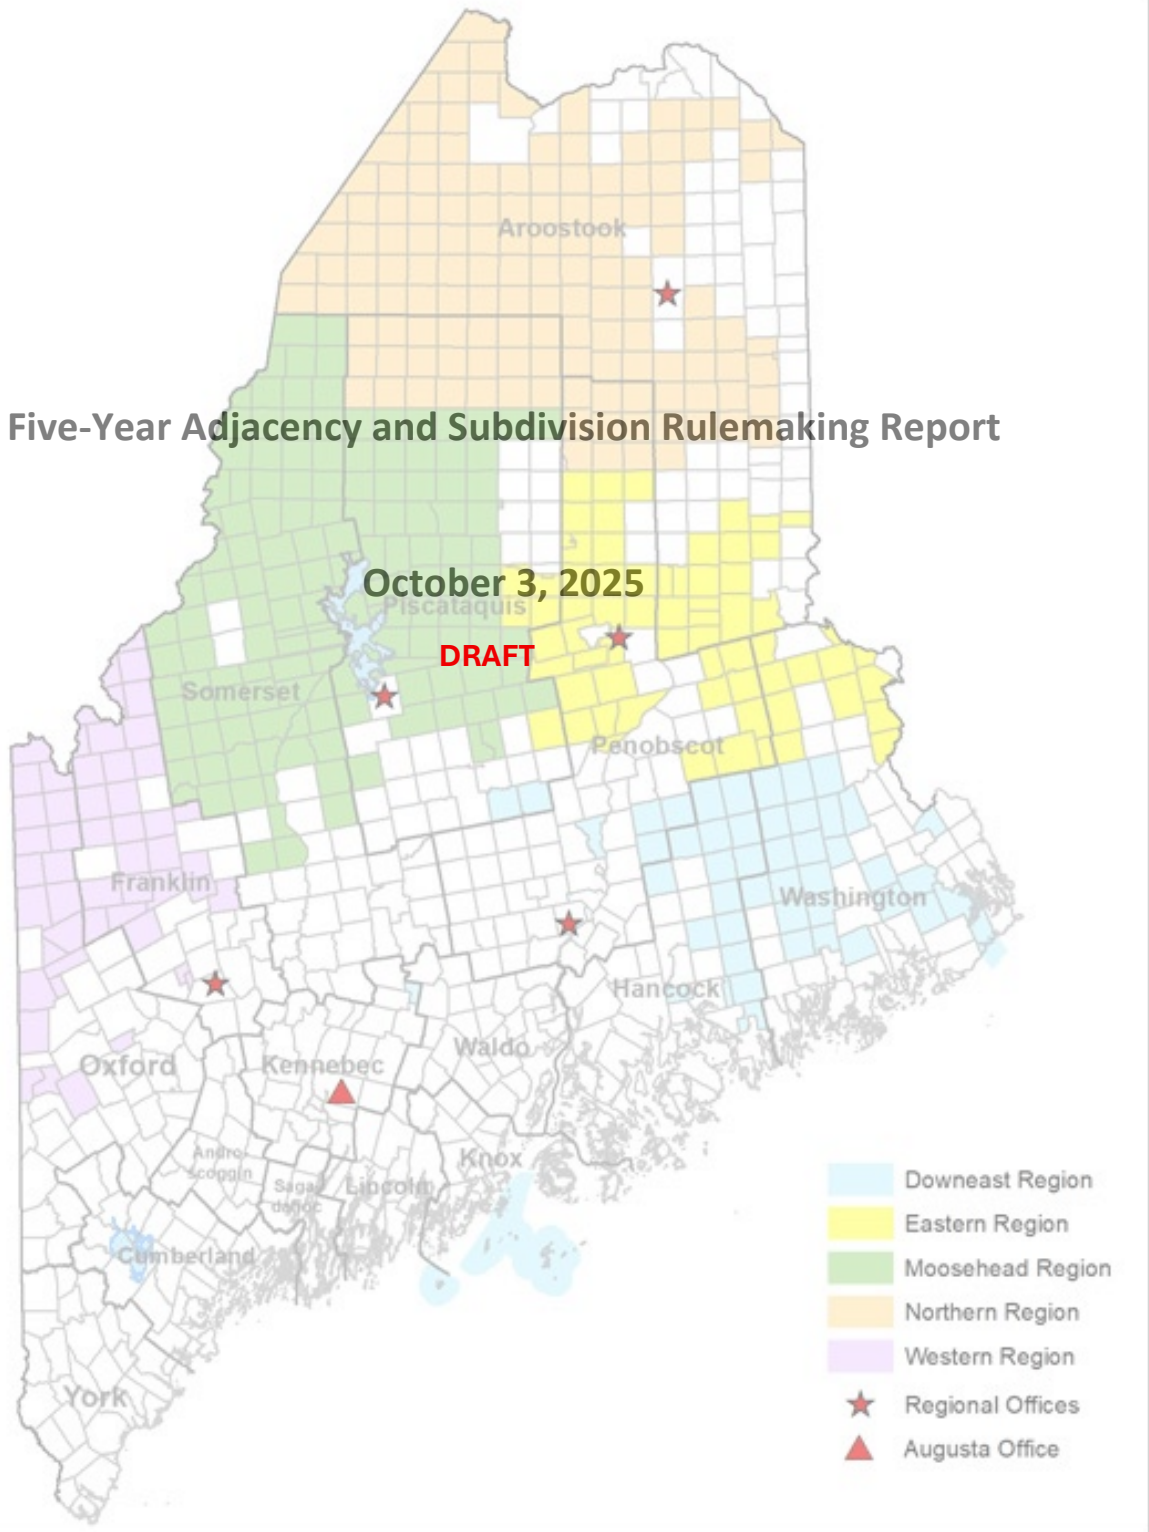 Aroostook
Five-Year Adjacency and Subdivision Rulemaking Report
October 3, 2025
Piscataquis
DRAFT
Somerset
Penobscot
Franklin
Washington
Hancock
Waldo
Oxford
Kennebec
Andro-
scoggin
Knox
Saga-
dahoc
Lincoln
Cumberland
York
Downeast Region
Eastern Region
Moosehead Region
Northern Region
Western Region
Regional Offices
Augusta Office